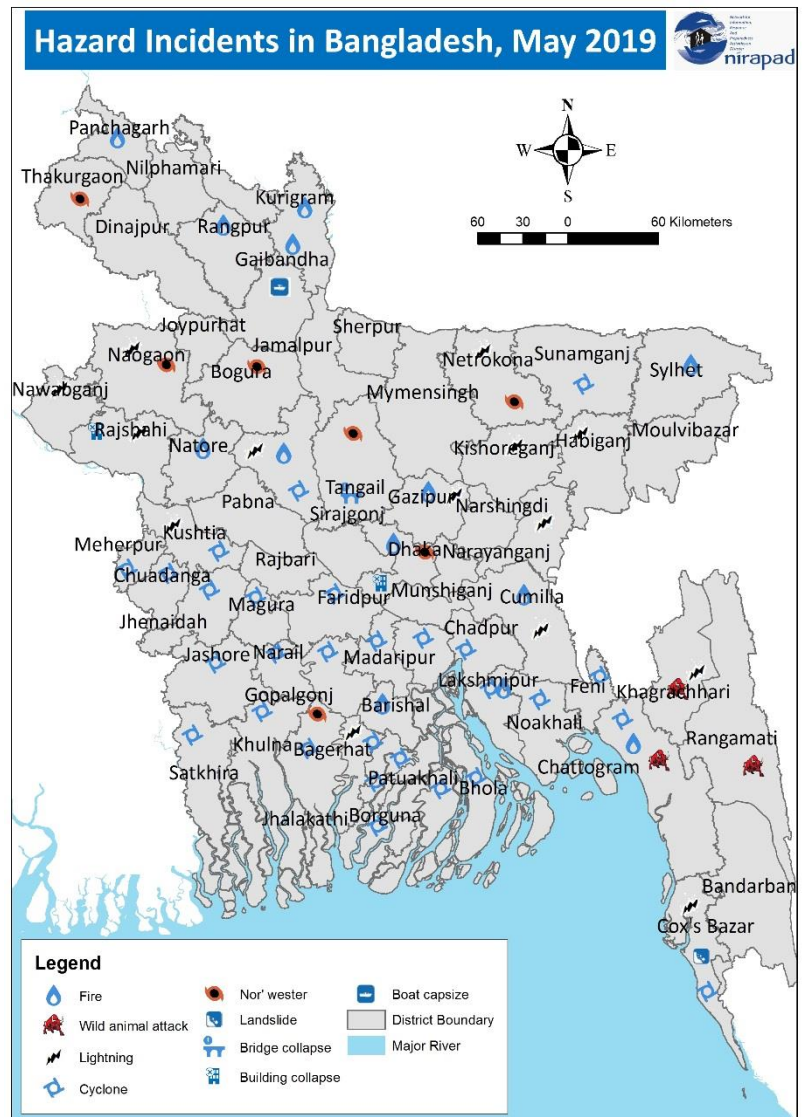 Hazard Incidents in Bangladesh, May 2019
nirapad
N
W E
S
60 30 0 60 Kilometers
Panchagarh
Thakurgaon
Nilphamari
Kurigram
Dinajpur
Rangpur
Gaibandha
Joypurhat
Sherpur
Naogaon
Jamalpur
Bogura
Netrokona
Sunamganj
Sylhet
Mymensingh
Nawabganj
Rajshahi
Natore
Kishoreganj
Habiganj
Moulvibazar
Pabna
Tangail
Sirajgonj
Gazipur
Narshingdi
Kushtia
Meherpur
Dhaka
Narayanganj
Rajbari
Chuadanga
Magura
Faridpur
Munshiganj
Cumilla
Jhenaidah
Chadpur
Jashore
Narail
Madaripur
Lakshmipur
Feni
Khagrachhari
Gopalgonj
Barishal
Noakhali
Rangamati
Khulna
Bagerhat
Satkhira
Patuakhali
Bhola
Chattogram
Jhalakathi
Borguna
Bandarban
Cox's Bazar
Legend
Fire
Wild animal attack
Lightning
Cyclone
Nor' wester
Landslide
Bridge collapse
Building collapse
Boat capsize
District Boundary
Major River